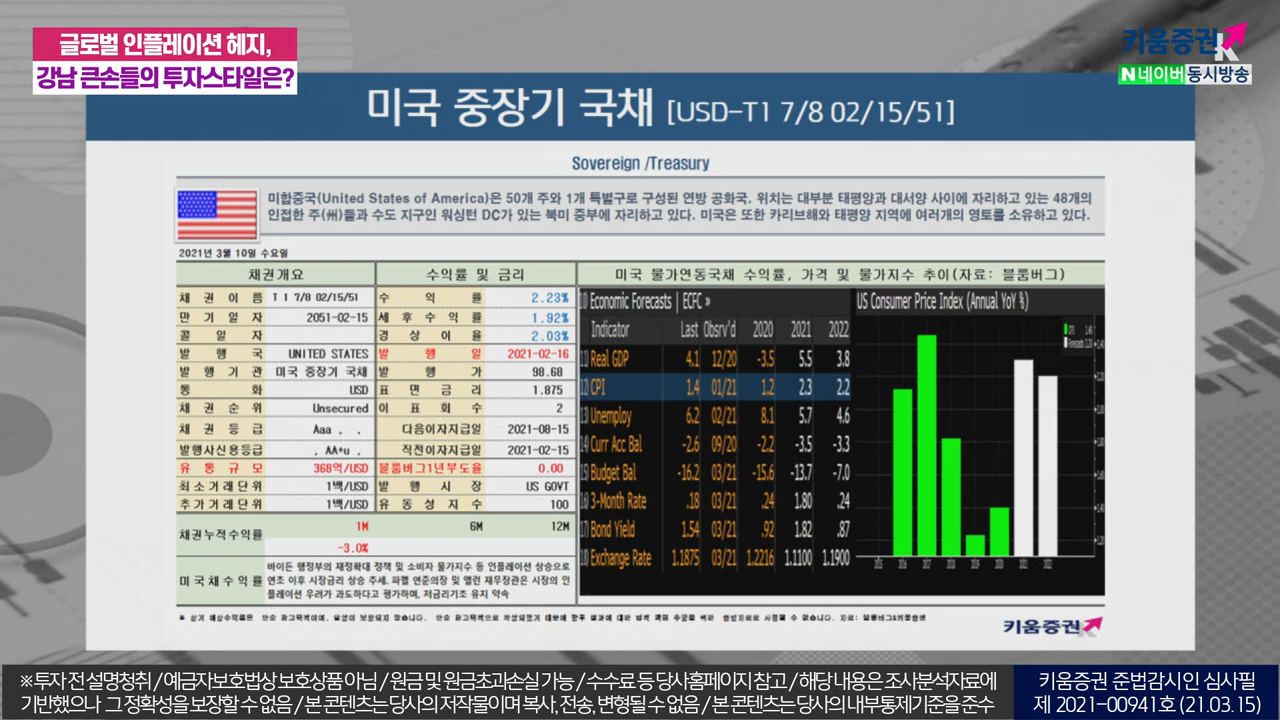 글로벌 인플레이션 헤지,
강남 큰손들의 투자스타일은?
키움증권
N 네이버 동시방송
미국 중장기 국채 [USD-T1 7/8 02/15/51]
Sovereign /Treasury
미합중국(United States of America)은 50개 주와 1개 특별구로 구성된 연방 공화국. 위치는 대부분 태평양과 대서양 사이에 자리하고 있는 48개의
인접한 주(州)들과 수도 지구인 워싱턴 DC가 있는 북미 중부에 자리하고 있다. 미국은 또한 카리브해와 태평양 지역에 여러개의 영토를 소유하고 있다.
2021년 3월 10일 수요일
채권개요 수익률 및 금리 미국 물가연동국채 수익률, 가격 및 물가지수 추이(자료: 블룸버그)
채권이름 T 1 7/8 02/15/51 수익률 2.23%
만기일자 2051-02-15 세후수익률 1.92%
콜일자 경상이율 2.03%
발행국 UNITED STATES 발행일 2021-02-16
발행기관 미국 중장기 국채 발행가 98.68
통화 USD 표면금리 1.875
채권순위 Unsecured 이표회수 2
채권등급 Aaa , , 다음이자지급일 2021-08-15
발행사신용등급 , AA+u , 직전이자지급일 2021-02-15
유통규모 368억/USD 블룸버그1년부도율 0.00
최소거래단위 1백/USD 발행시장 US GOVT
추가거래단위 1백/USD 유동성지수 100
1M 6M 12M
채권누적수익률
-3.0%
미국채수익률
바이든 행정부의 재정확대 정책 및 소비자 물가지수 등 인플레이션 상승으로
연초 이후 시장금리 상승 추세. 파웰 연준의장 및 옐런 재무장관은 시장의 인
플레이션 우려가 과도하다고 평가하며, 저금리기조 유지 약속
Economic Forecasts | ECFC »
Indicator Last Obsrv'd 2020 2021 2022
11) Real GDP 4.1 12/20 -3.5 5.5 3.8
12) CPI 1.4 01/21 1.2 2.3 2.2
13) Unemploy 6.2 02/21 8.1 5.7 4.6
14) Curr Acc Bal -2.6 09/20 -2.2 -3.5 -3.3
15) Budget Bal -16.2 03/21 -15.6 -13.7 -7.0
16) 3-Month Rate .18 03/21 .24 1.80 .24
17) Bond Yield 1.54 03/21 .92 1.82 .87
18) Exchange Rate 1.1875 03/21 1.2216 1.1100 1.1900
US Consumer Price Index (Annual YoY %)
2015 2016 2017 2018 2019 2020 2021 2022
키움증권
※ 투자 전 설명청취 / 예금자보호법상 보호상품 아님 / 원금 및 원금초과손실 가능 / 수수료 등 당사홈페이지 참고 / 해당 내용은 조사분석자료에
기반했으나 그 정확성을 보장할 수 없음 / 본 콘텐츠는 당사의 저작물이며 복사, 전송, 변형될 수 없음 / 본 콘텐츠는 당사의 내부통제기준을 준수
키움증권 준법감시인 심사필
제 2021-00941호 (21.03.15)